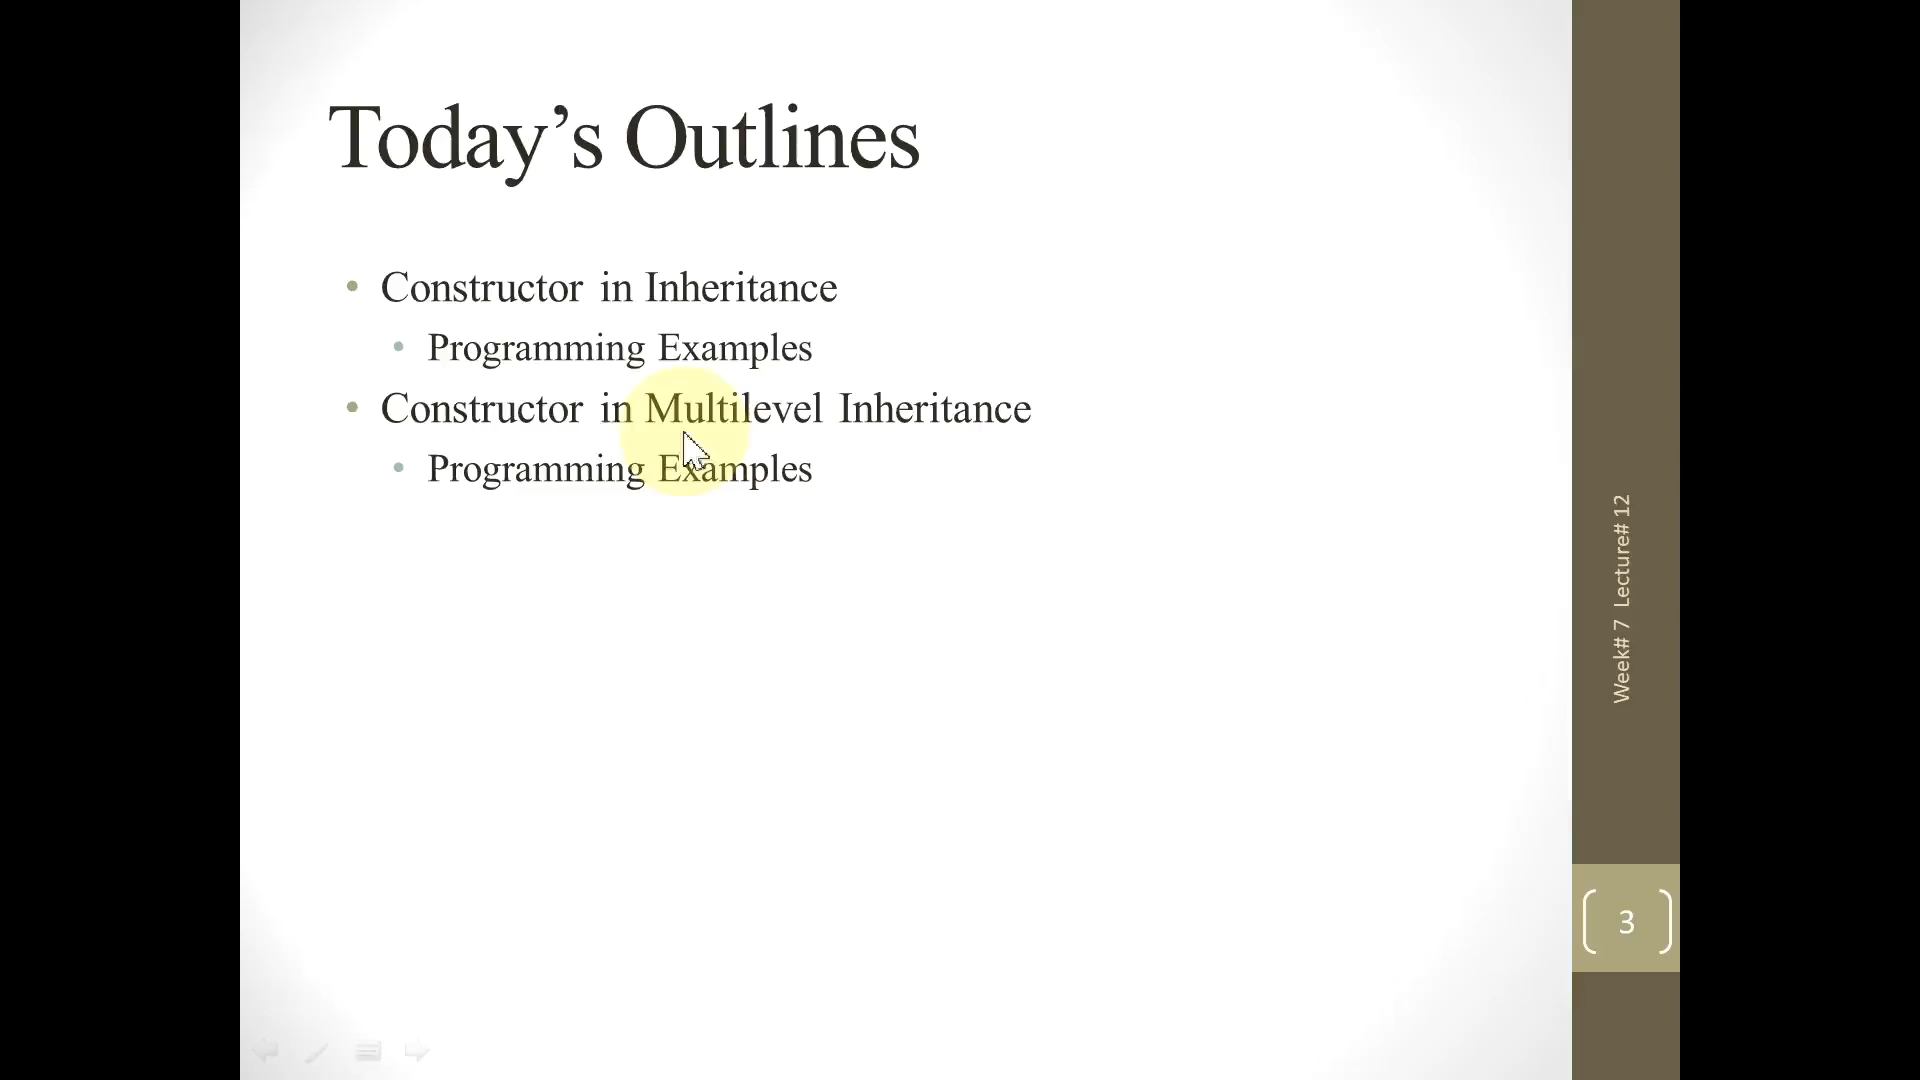 Today’s Outlines
• Constructor in Inheritance
• Programming Examples
• Constructor in Multilevel Inheritance
• Programming Examples
Week# 7 Lecture# 12
3